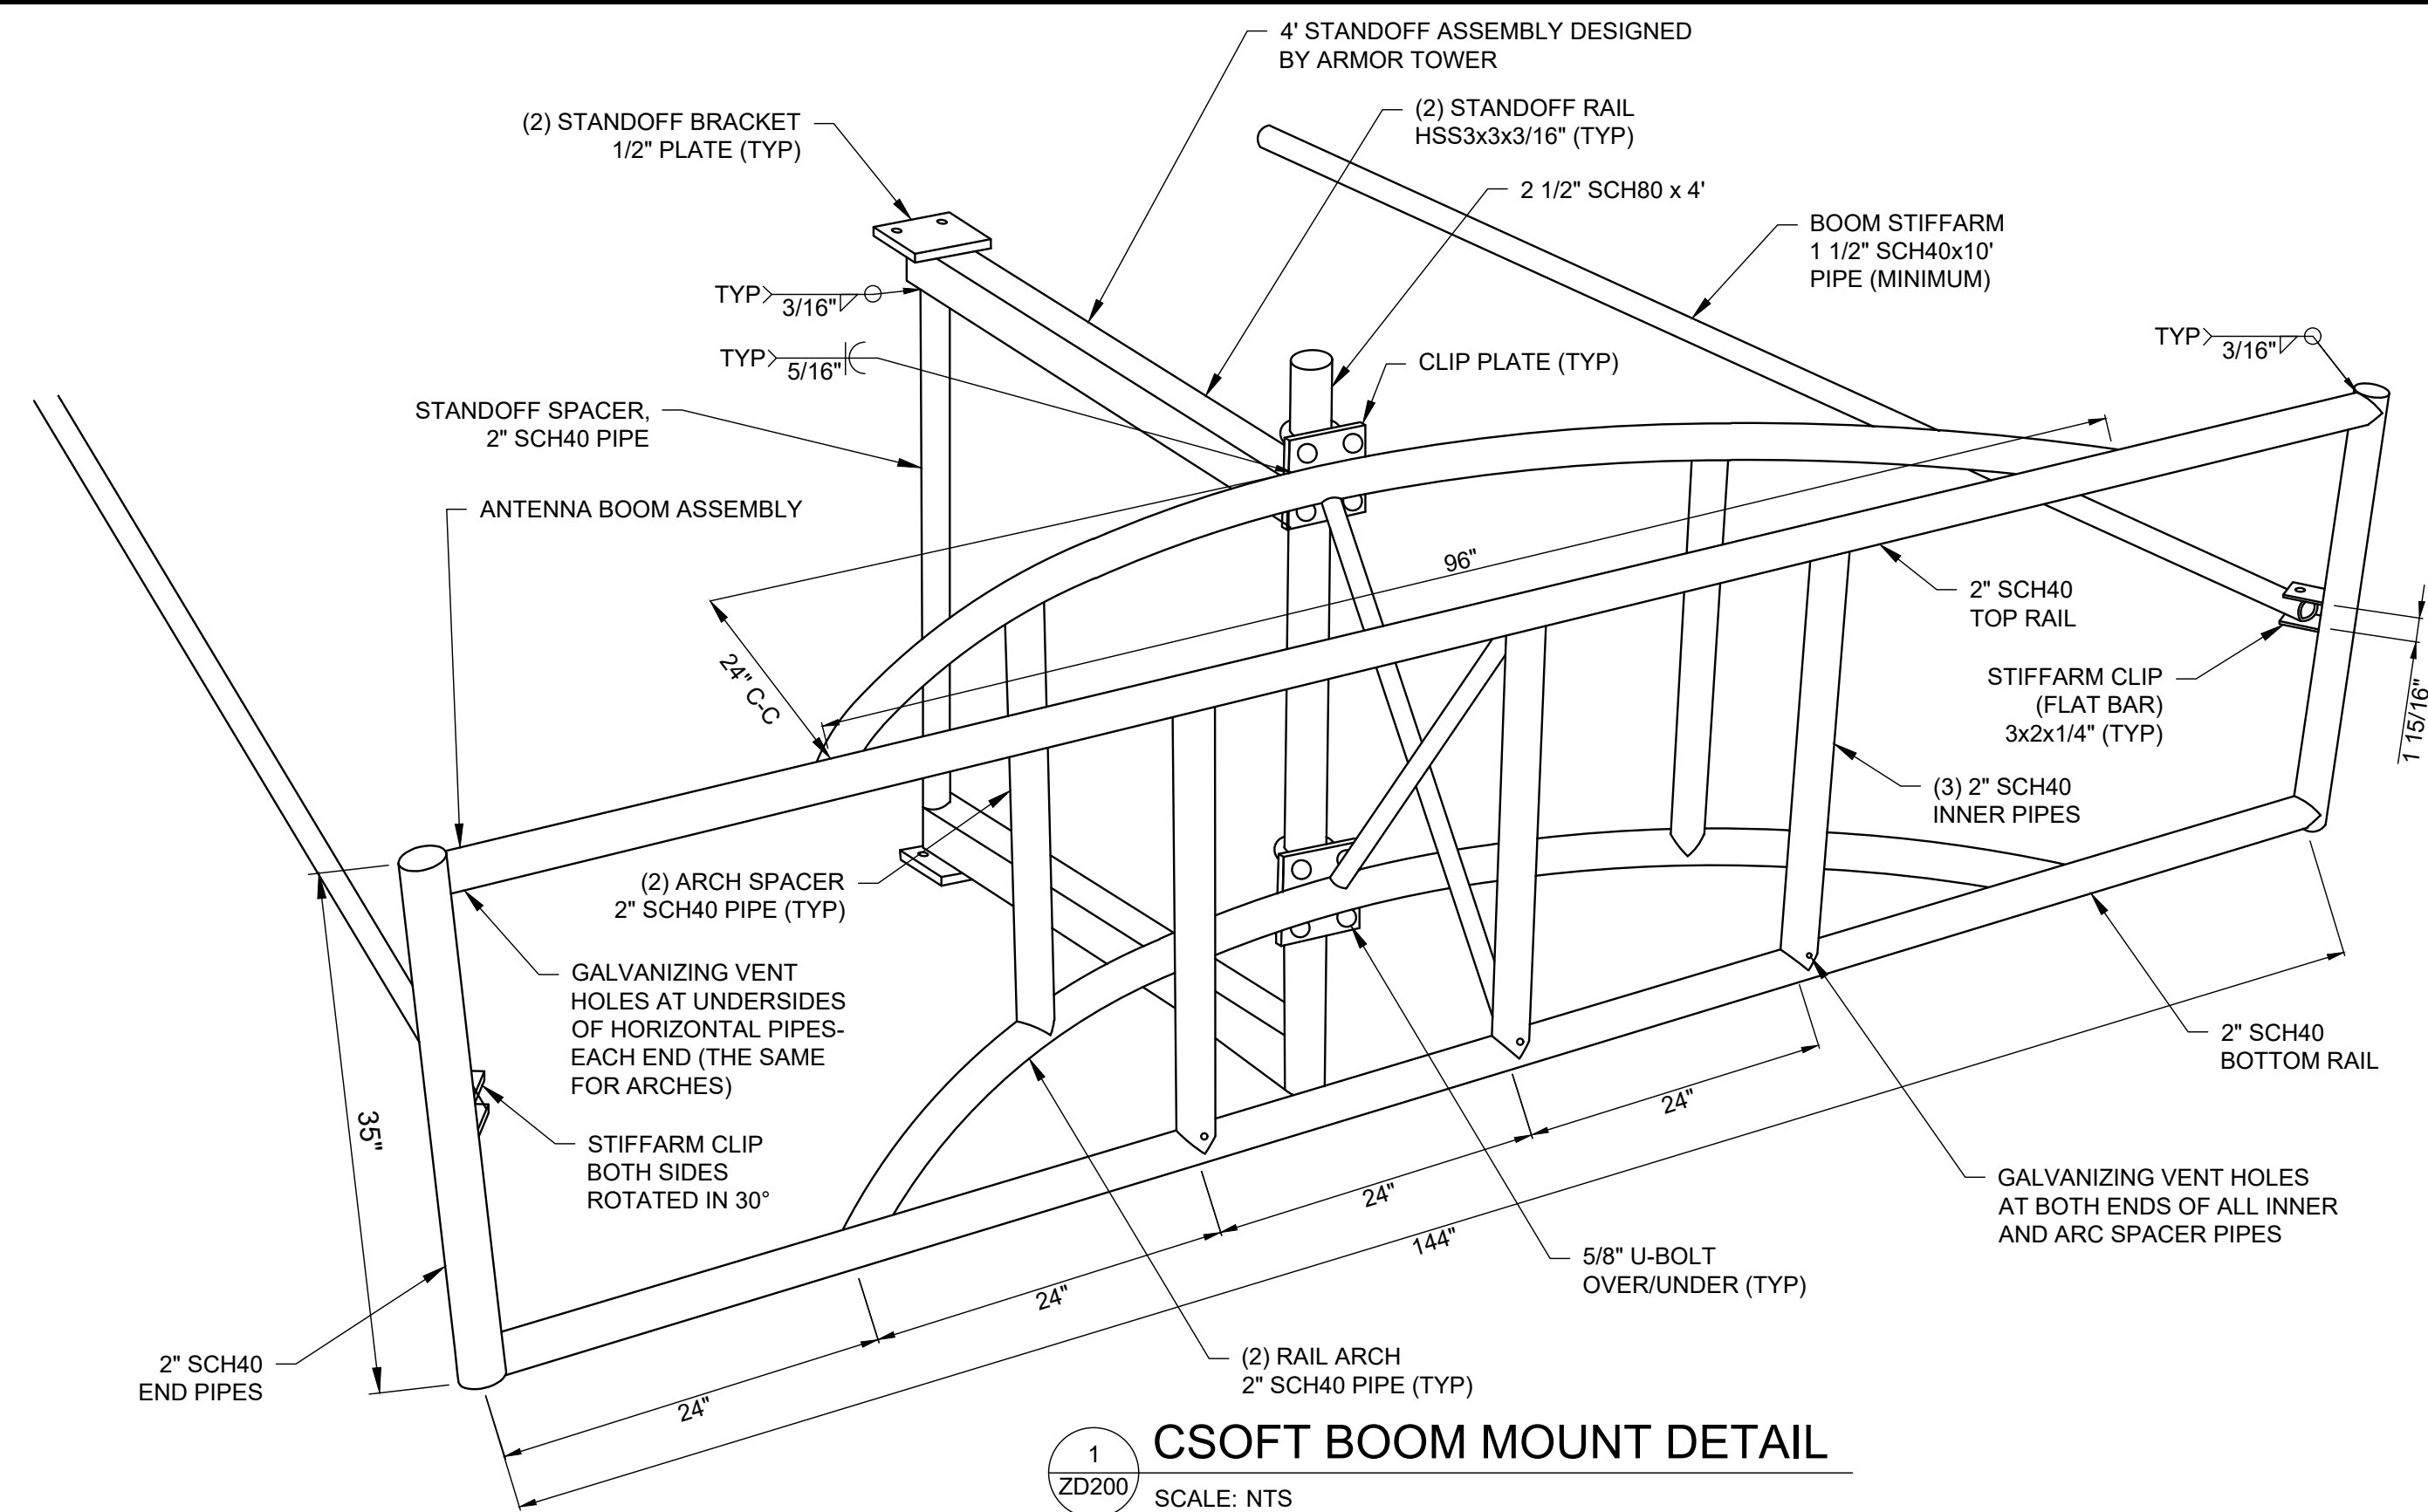 4' STANDOFF ASSEMBLY DESIGNED
BY ARMOR TOWER
(2) STANDOFF BRACKET
1/2" PLATE (TYP)
(2) STANDOFF RAIL
HSS3x3x3/16" (TYP)
2 1/2" SCH80 x 4'
BOOM STIFFARM
1 1/2" SCH40x10'
PIPE (MINIMUM)
TYP
3/16"
TYP
5/16"
CLIP PLATE (TYP)
TYP
3/16"
STANDOFF SPACER,
2" SCH40 PIPE
ANTENNA BOOM ASSEMBLY
96"
24" C-C
2" SCH40
TOP RAIL
STIFFARM CLIP
(FLAT BAR)
3x2x1/4" (TYP)
1 15/16"
(3) 2" SCH40
INNER PIPES
(2) ARCH SPACER
2" SCH40 PIPE (TYP)
GALVANIZING VENT
HOLES AT UNDERSIDES
OF HORIZONTAL PIPES-
EACH END (THE SAME
FOR ARCHES)
2" SCH40
BOTTOM RAIL
35"
STIFFARM CLIP
BOTH SIDES
ROTATED IN 30°
24"
24"
24"
24"
144"
GALVANIZING VENT HOLES
AT BOTH ENDS OF ALL INNER
AND ARC SPACER PIPES
5/8" U-BOLT
OVER/UNDER (TYP)
2" SCH40
END PIPES
(2) RAIL ARCH
2" SCH40 PIPE (TYP)
1
ZD200
CSOFT BOOM MOUNT DETAIL
SCALE: NTS